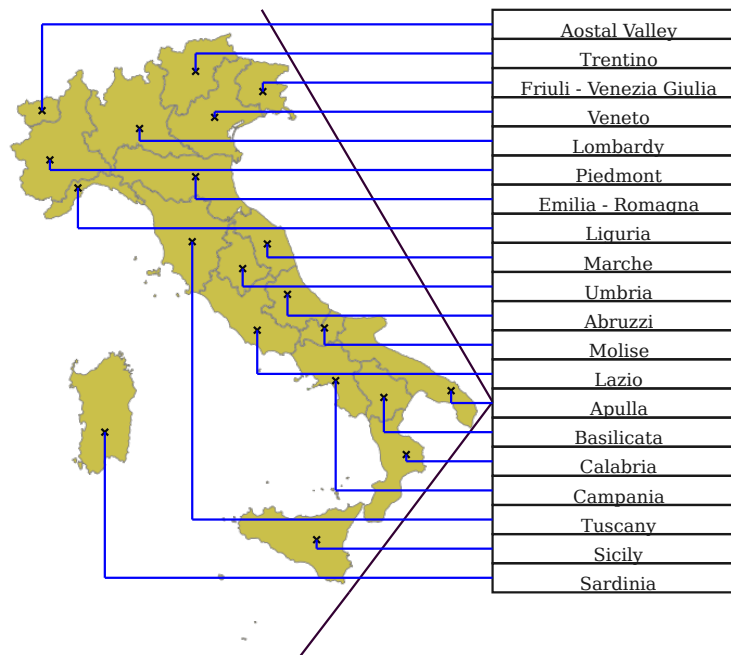 Aostal Valley
Trentino
Friuli - Venezia Giulia
Veneto
Lombardy
Piedmont
Emilia - Romagna
Liguria
Marche
Umbria
Abruzzi
Molise
Lazio
Apulla
Basilicata
Calabria
Campania
Tuscany
Sicily
Sardinia